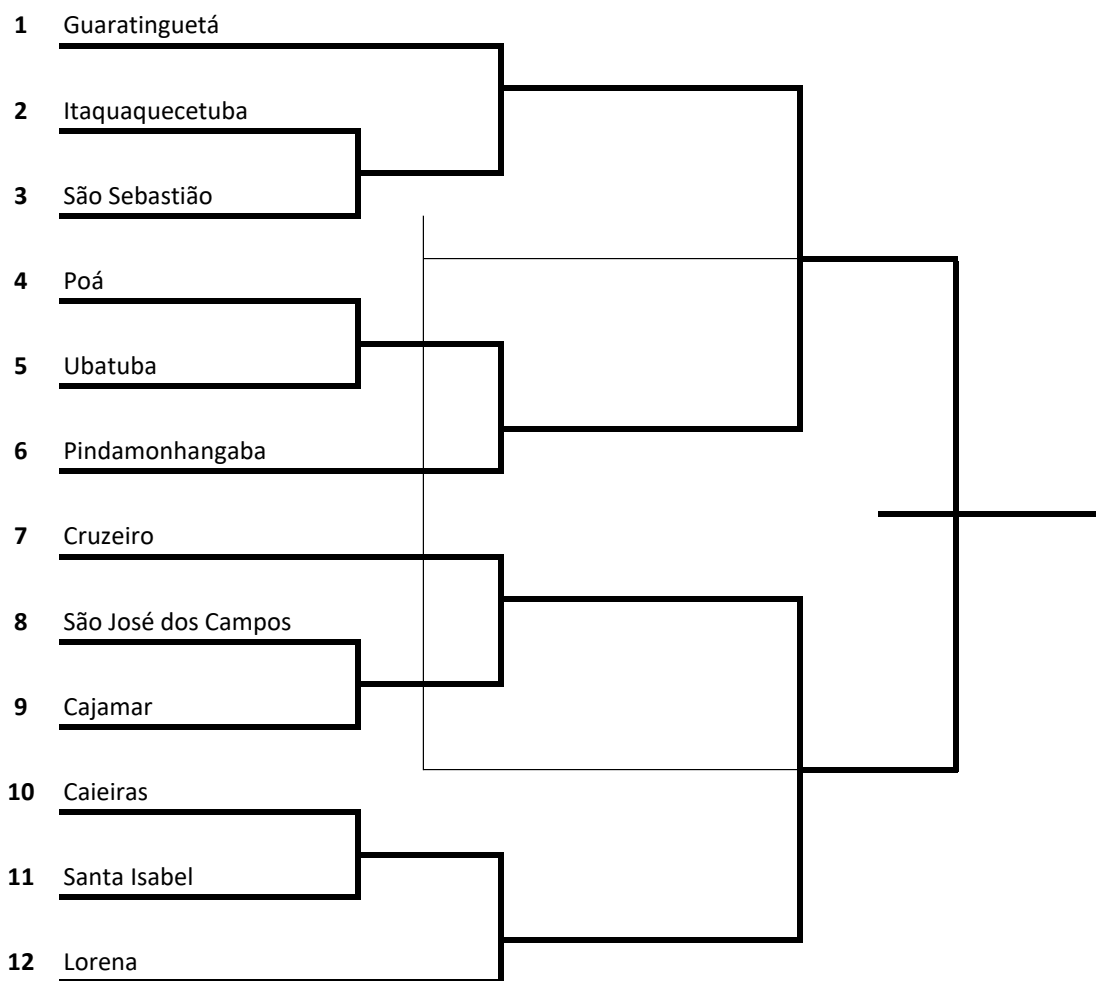 1 Guaratinguetá
2 Itaquaquecetuba
3 São Sebastião
4 Poá
5 Ubatuba
6 Pindamonhangaba
7 Cruzeiro
8 São José dos Campos
9 Cajamar
10 Caieiras
11 Santa Isabel
12 Lorena